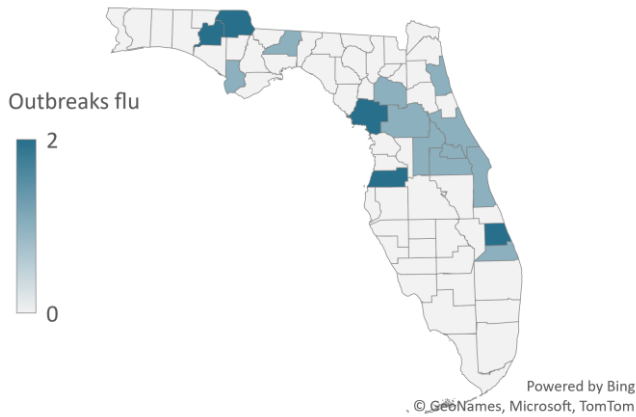 Outbreaks flu
2
0
Powered by Bing
© GeoNames, Microsoft, TomTom